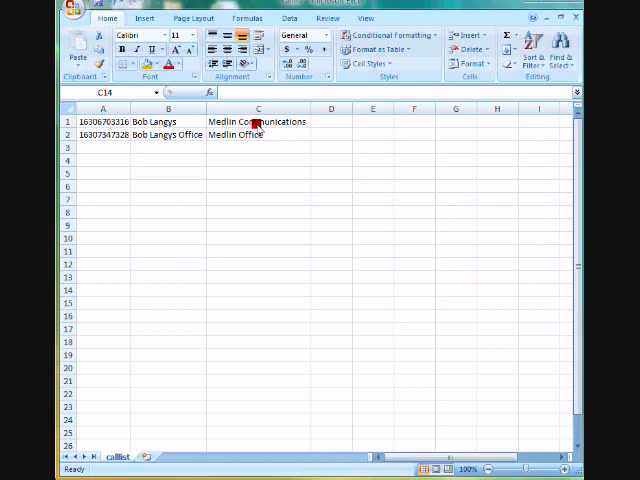 Microsoft Excel
Home Insert Page Layout Formulas Data Review View
Calibri 11 General Conditional Formatting Insert
Paste B I U $ % , Format as Table Delete Sort & Find &
Cell Styles Format Filter Select
Clipboard Font Alignment Number Styles Cells Editing
C14 fx
A B C D E F G H I
1 16306703316 Bob Langys Medlin Communications
2 16307347328 Bob Langys Office Medlin Office
3
4
5
6
7
8
9
10
11
12
13
14
15
16
17
18
19
20
21
22
23
24
25
26
calllist
Ready 100%